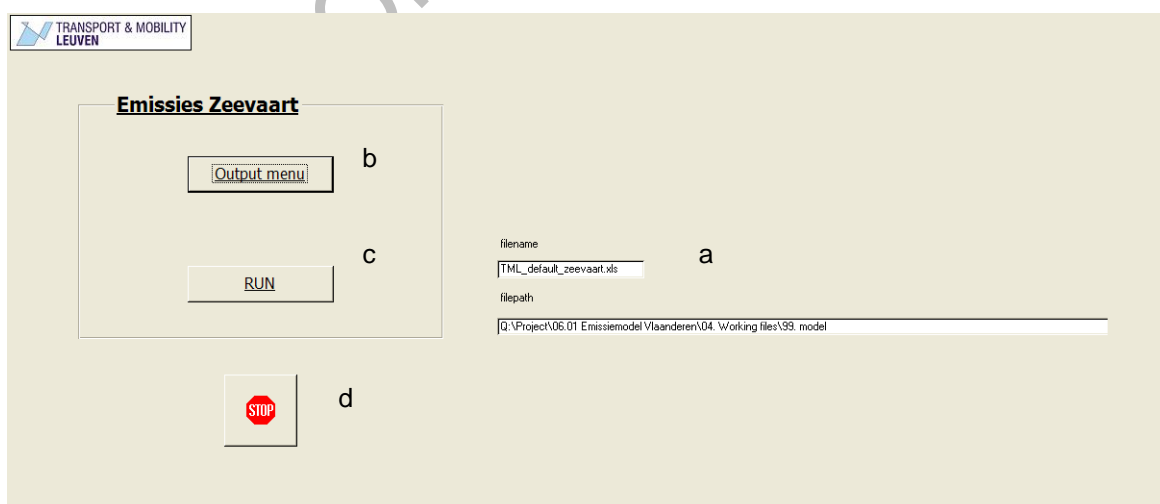 TRANSPORT & MOBILITY
LEUVEN
Emissies Zeevaart
b
Output menu
c
RUN
filename
a
TML_default_zeevaart.xls
filepath
Q:\Project\06.01 Emissiemodel Vlaanderen\04. Working files\99. model
STOP
d